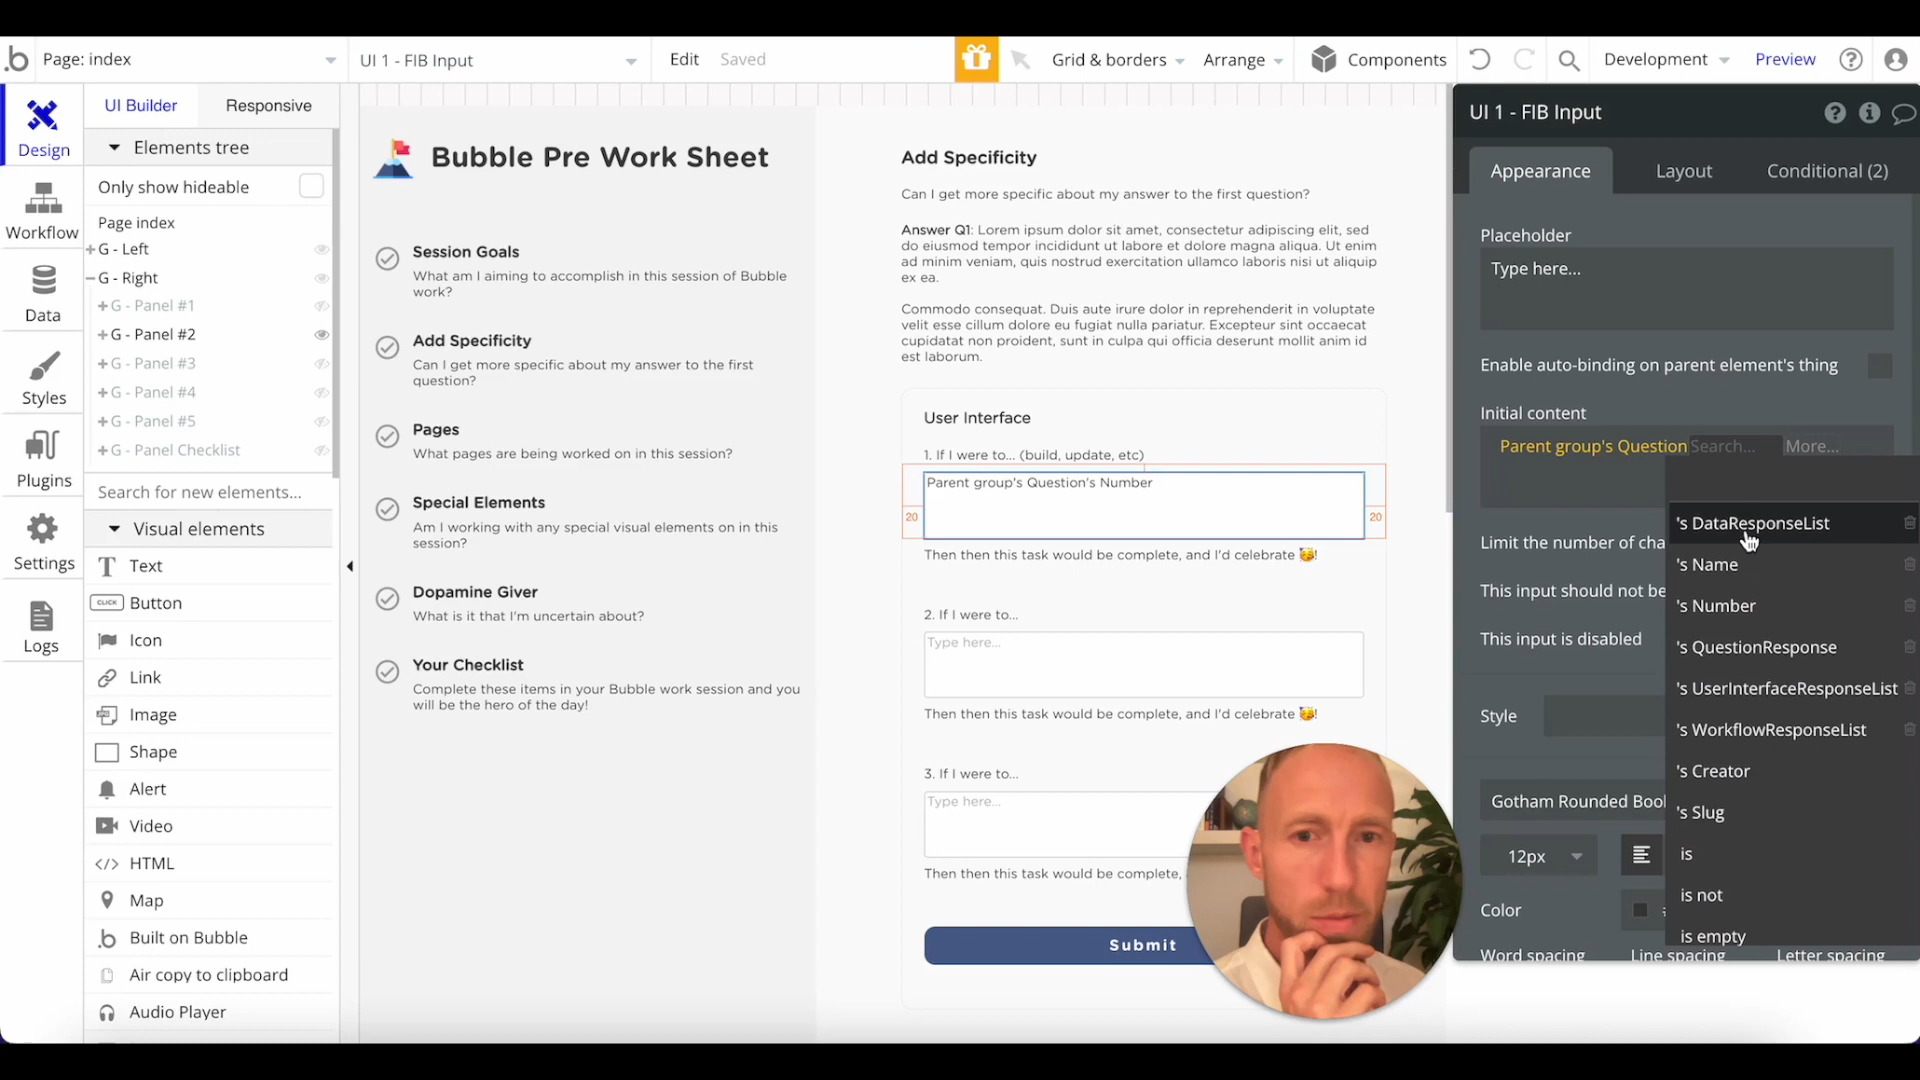 Page: index
UI 1 - FIB Input
Edit
Saved
Grid & borders
Arrange
Components
Development
Preview
Design
Workflow
Data
Styles
Plugins
Settings
Logs
UI Builder
Responsive
Elements tree
Only show hideable
Page index
G - Left
G - Right
G - Panel #1
G - Panel #2
G - Panel #3
G - Panel #4
G - Panel #5
G - Panel Checklist
Search for new elements...
Visual elements
Text
CLICK Button
Icon
Link
Image
Shape
Alert
Video
HTML
Map
Built on Bubble
Air copy to clipboard
Audio Player
Bubble Pre Work Sheet
Session Goals
What am I aiming to accomplish in this session of Bubble
work?
Add Specificity
Can I get more specific about my answer to the first
question?
Pages
What pages are being worked on in this session?
Special Elements
Am I working with any special visual elements on in this
session?
Dopamine Giver
What is it that I'm uncertain about?
Your Checklist
Complete these items in your Bubble work session and you
will be the hero of the day!
Add Specificity
Can I get more specific about my answer to the first question?
Answer Q1: Lorem ipsum dolor sit amet, consectetur adipiscing elit, sed
do eiusmod tempor incididunt ut labore et dolore magna aliqua. Ut enim
ad minim veniam, quis nostrud exercitation ullamco laboris nisi ut aliquip
ex ea.
Commodo consequat. Duis aute irure dolor in reprehenderit in voluptate
velit esse cillum dolore eu fugiat nulla pariatur. Excepteur sint occaecat
cupidatat non proident, sunt in culpa qui officia deserunt mollit anim id
est laborum.
User Interface
1. If I were to... (build, update, etc)
Parent group's Question's Number
20
20
Then then this task would be complete, and I'd celebrate 🥳!
2. If I were to...
Type here...
Then then this task would be complete, and I'd celebrate 🥳!
3. If I were to...
Type here...
Then then this task would be complete,
Submit
UI 1 - FIB Input
Appearance
Layout
Conditional (2)
Placeholder
Type here...
Enable auto-binding on parent element's thing
Initial content
Parent group's Question
Search...
More...
Limit the number of cha
This input should not be
This input is disabled
Style
Gotham Rounded Bool
12px
Color
Word spacing
Line spacing
Letter spacing
's DataResponseList
's Name
's Number
's QuestionResponse
's UserInterfaceResponseList
's WorkflowResponseList
's Creator
's Slug
is
is not
is empty